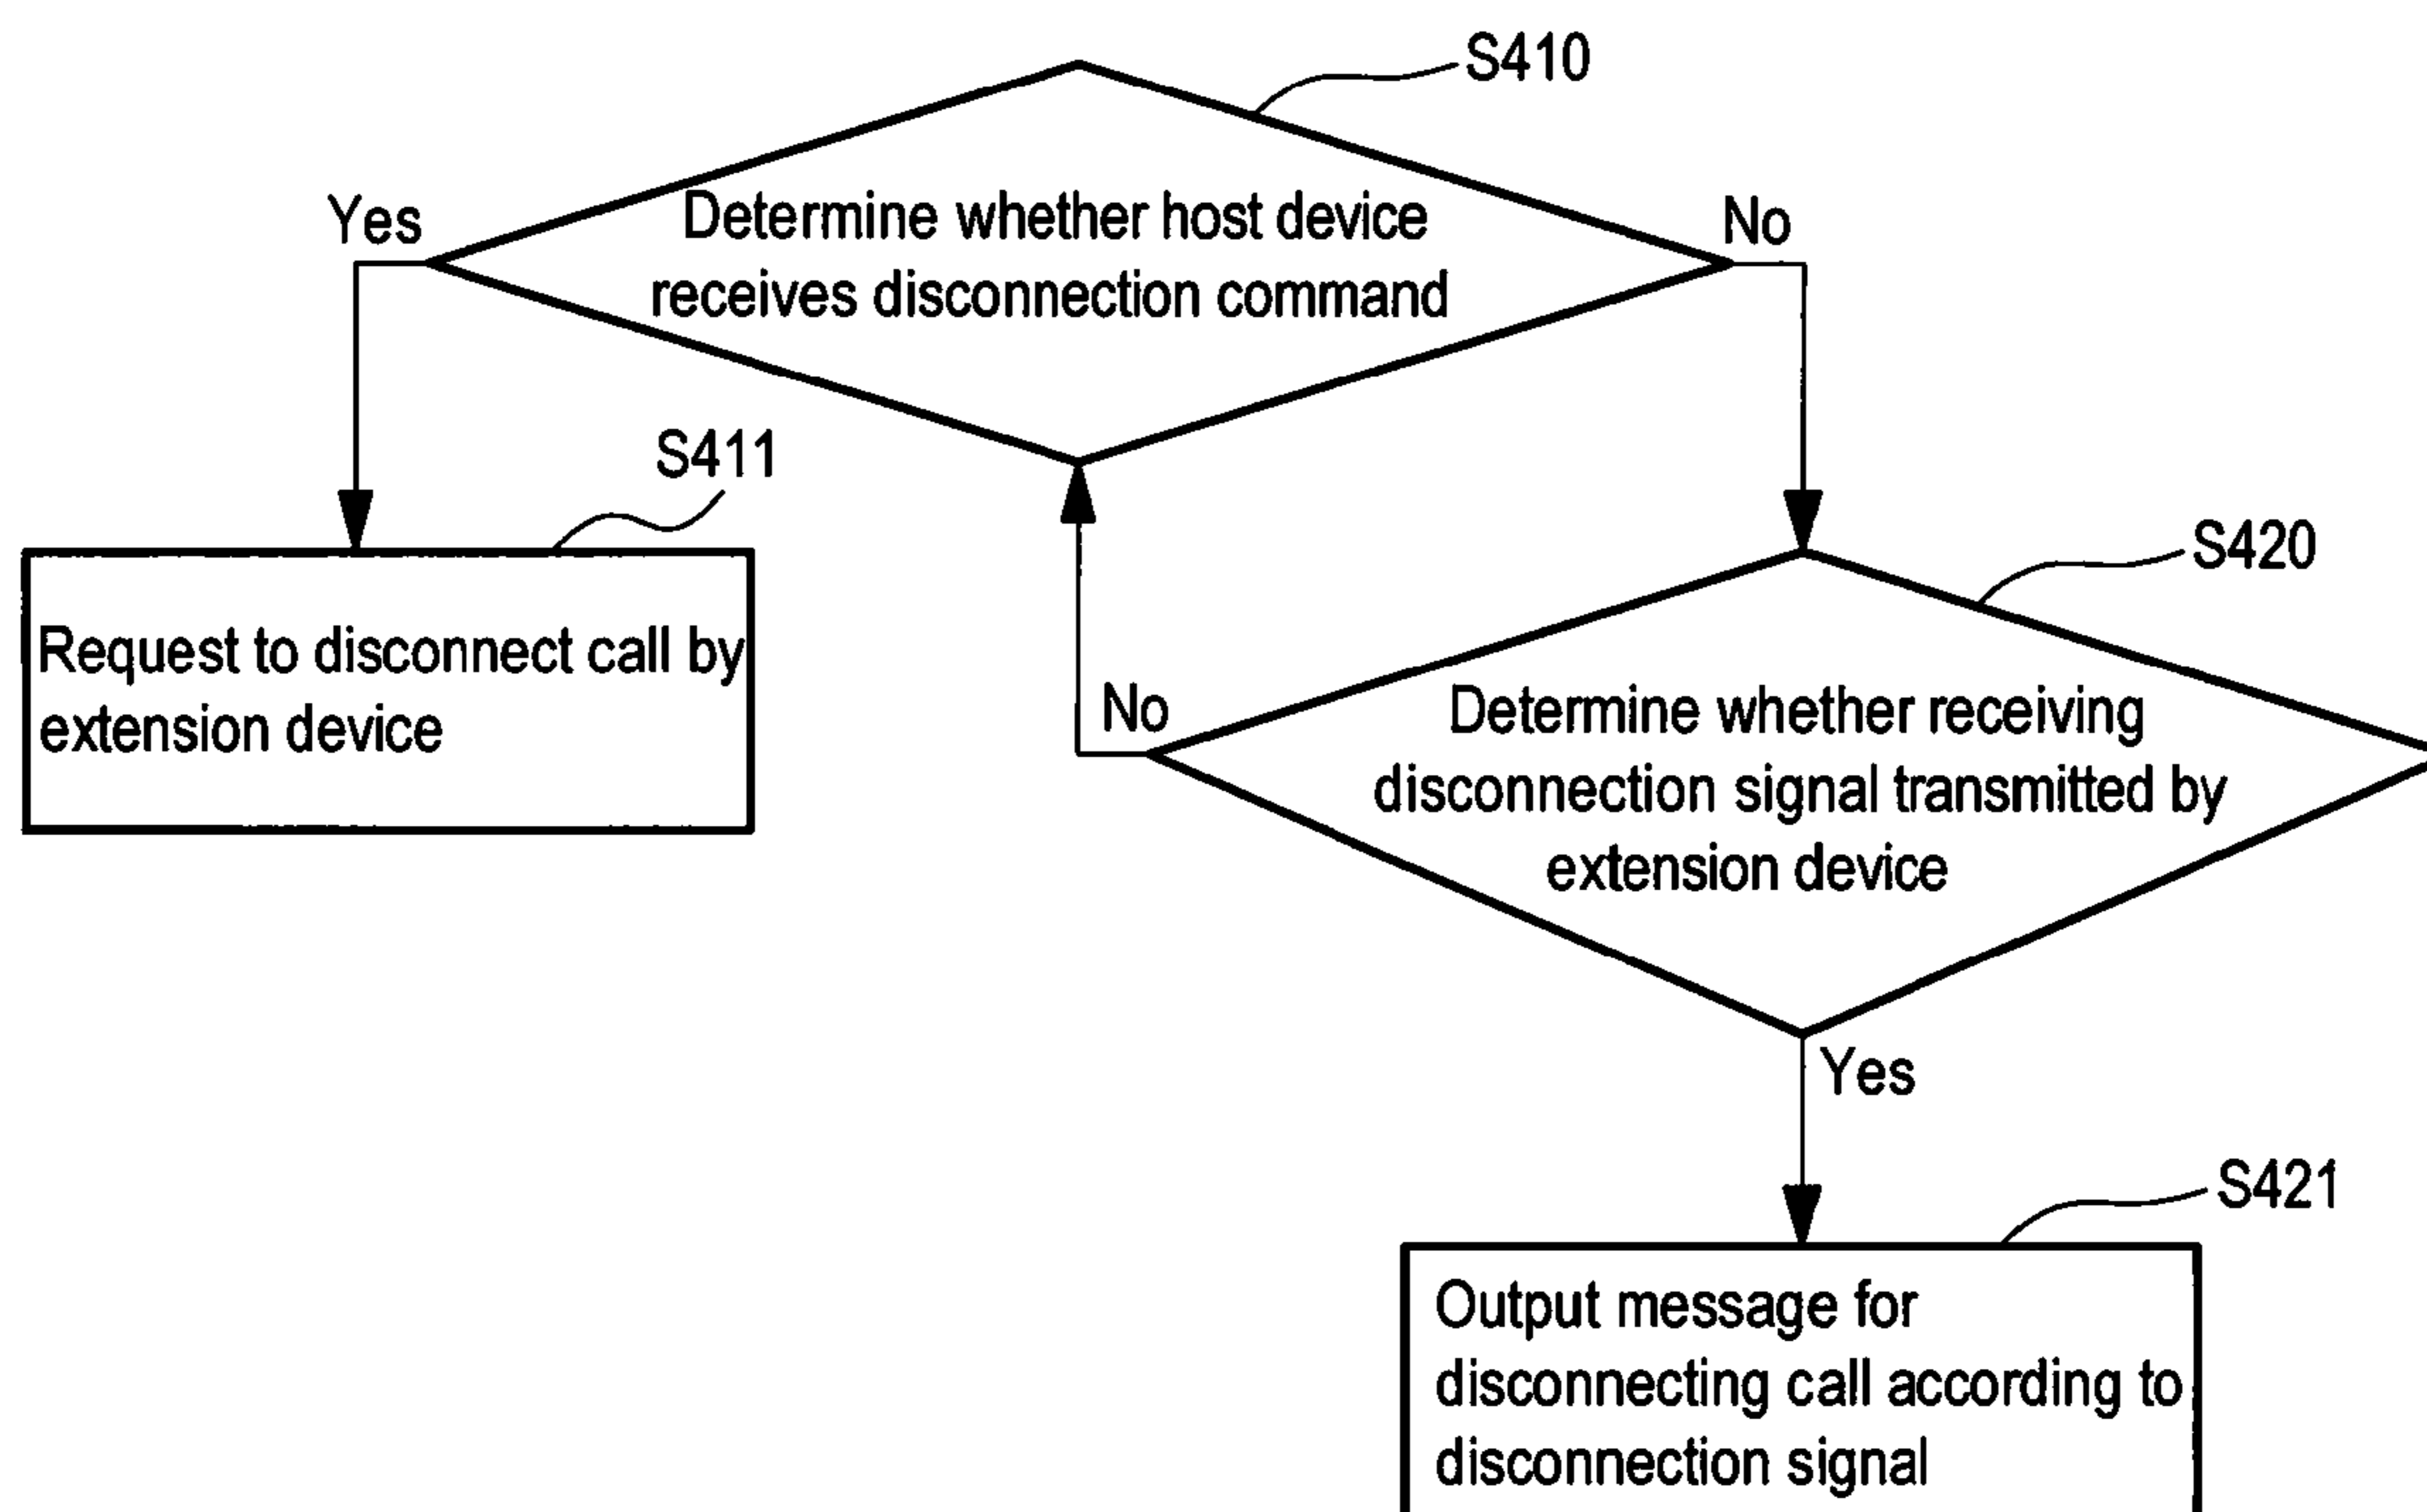 S410
Yes
Determine whether host device
receives disconnection command
No
S411
Request to disconnect call by
extension device
S420
No
Determine whether receiving
disconnection signal transmitted by
extension device
Yes
S421
Output message for
disconnecting call according to
disconnection signal